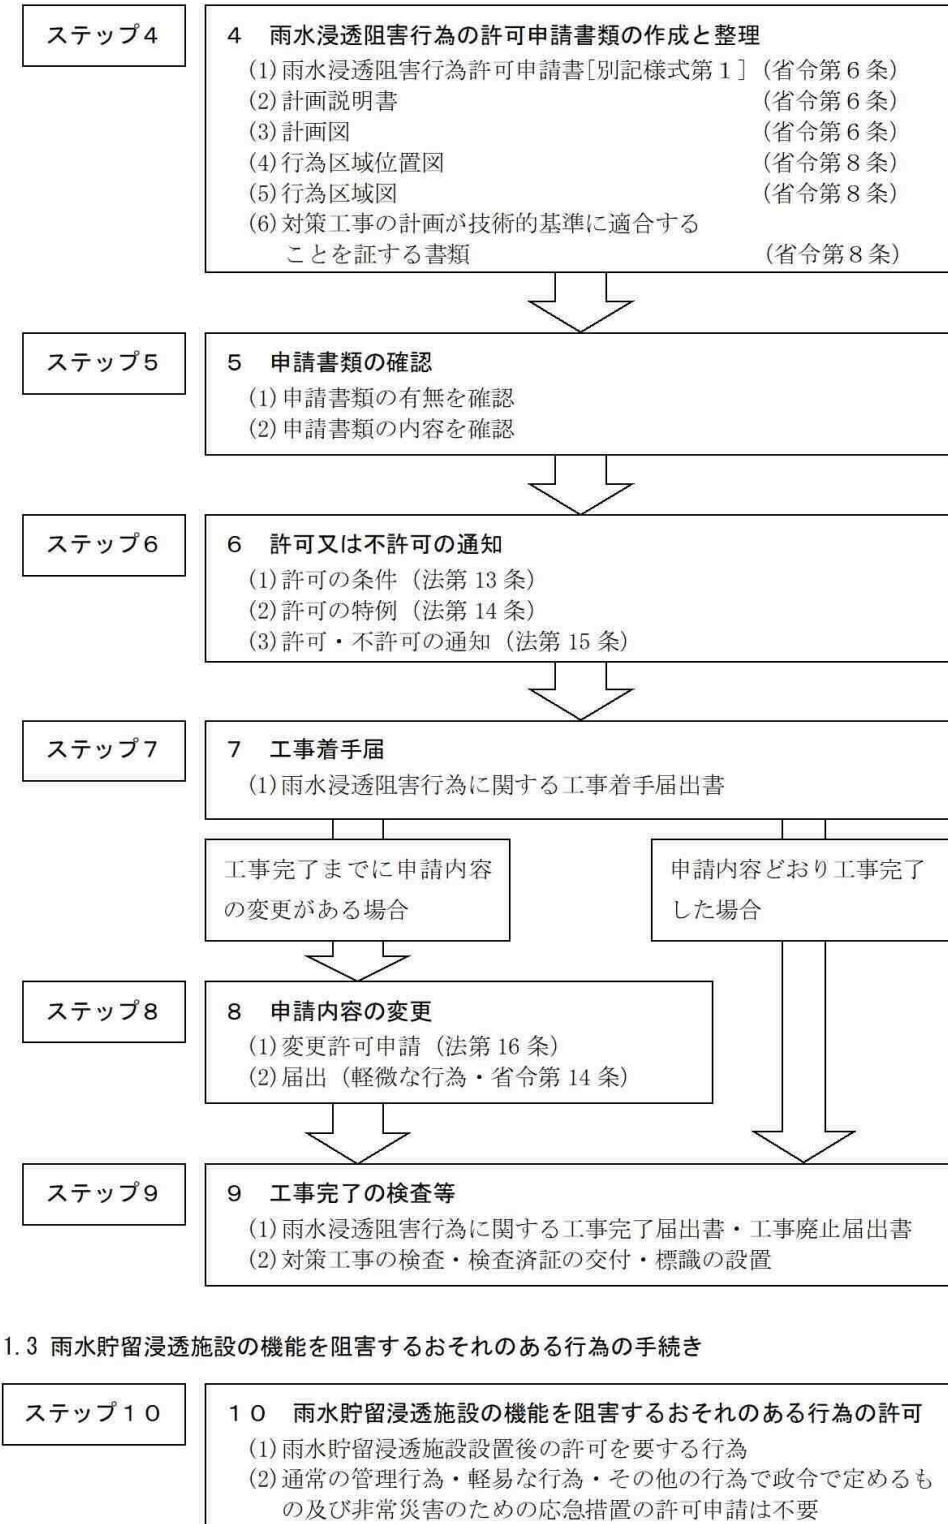 ステップ4
4　雨水浸透阻害行為の許可申請書類の作成と整理
(1)雨水浸透阻害行為許可申請書[別記様式第1]（省令第6条）
(2)計画説明書　（省令第6条）
(3)計画図　（省令第6条）
(4)行為区域位置図　（省令第8条）
(5)行為区域図　（省令第8条）
(6)対策工事の計画が技術的基準に適合する
ことを証する書類　（省令第8条）
ステップ5
5　申請書類の確認
(1)申請書類の有無を確認
(2)申請書類の内容を確認
ステップ6
6　許可又は不許可の通知
(1)許可の条件（法第13条）
(2)許可の特例（法第14条）
(3)許可・不許可の通知（法第15条）
ステップ7
7　工事着手届
(1)雨水浸透阻害行為に関する工事着手届出書
工事完了までに申請内容
の変更がある場合
申請内容どおり工事完了
した場合
ステップ8
8　申請内容の変更
(1)変更許可申請（法第16条）
(2)届出（軽微な行為・省令第14条）
ステップ9
9　工事完了の検査等
(1)雨水浸透阻害行為に関する工事完了届出書・工事廃止届出書
(2)対策工事の検査・検査済証の交付・標識の設置
1.3 雨水貯留浸透施設の機能を阻害するおそれのある行為の手続き
ステップ10
10　雨水貯留浸透施設の機能を阻害するおそれのある行為の許可
(1)雨水貯留浸透施設設置後の許可を要する行為
(2)通常の管理行為・軽易な行為・その他の行為で政令で定めるも
の及び非常災害のための応急措置の許可申請は不要